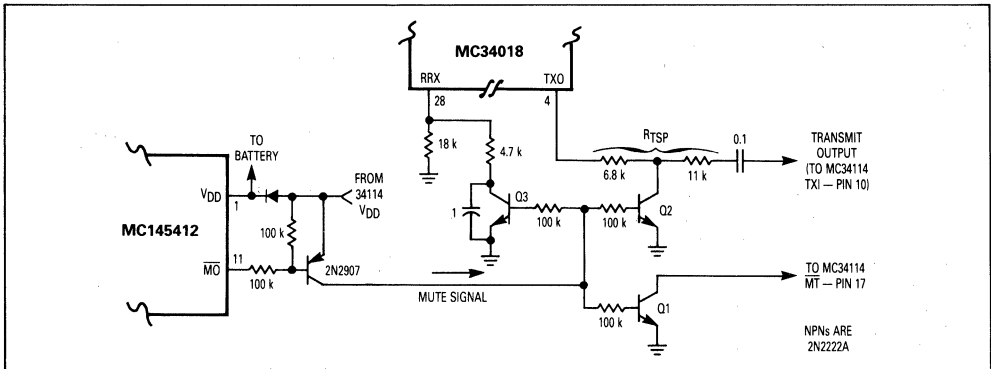 MC34018
RRX
TXO
28
4
RTSP
0.1
TRANSMIT
OUTPUT
(TO MC34114
TXI — PIN 10)
18 k
4.7 k
6.8 k
11 k
TO
BATTERY
FROM
34114
VDD
VDD
1
MC145412
100 k
1
Q3
100 k
100 k
Q2
MO
11
100 k
2N2907
MUTE SIGNAL
100 k
Q1
TO MC34114
MT — PIN 17
NPNs ARE
2N2222A